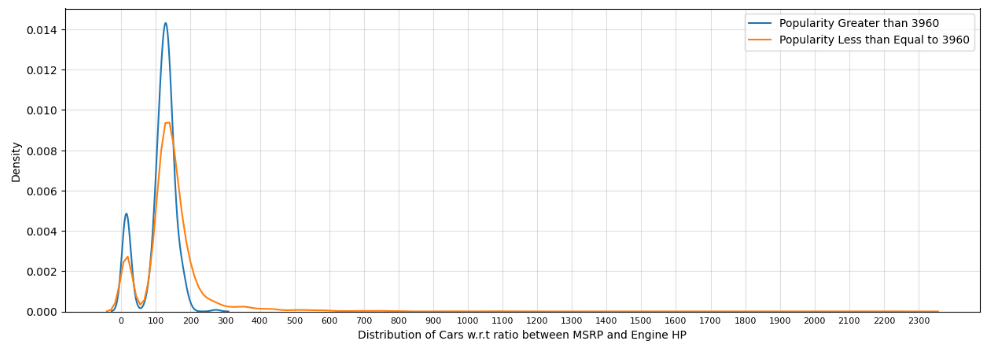 Popularity Greater than 3960
Popularity Less than Equal to 3960
Density
0.014
0.012
0.010
0.008
0.006
0.004
0.002
0.000
0 100 200 300 400 500 600 700 800 900 1000 1100 1200 1300 1400 1500 1600 1700 1800 1900 2000 2100 2200 2300
Distribution of Cars w.r.t ratio between MSRP and Engine HP